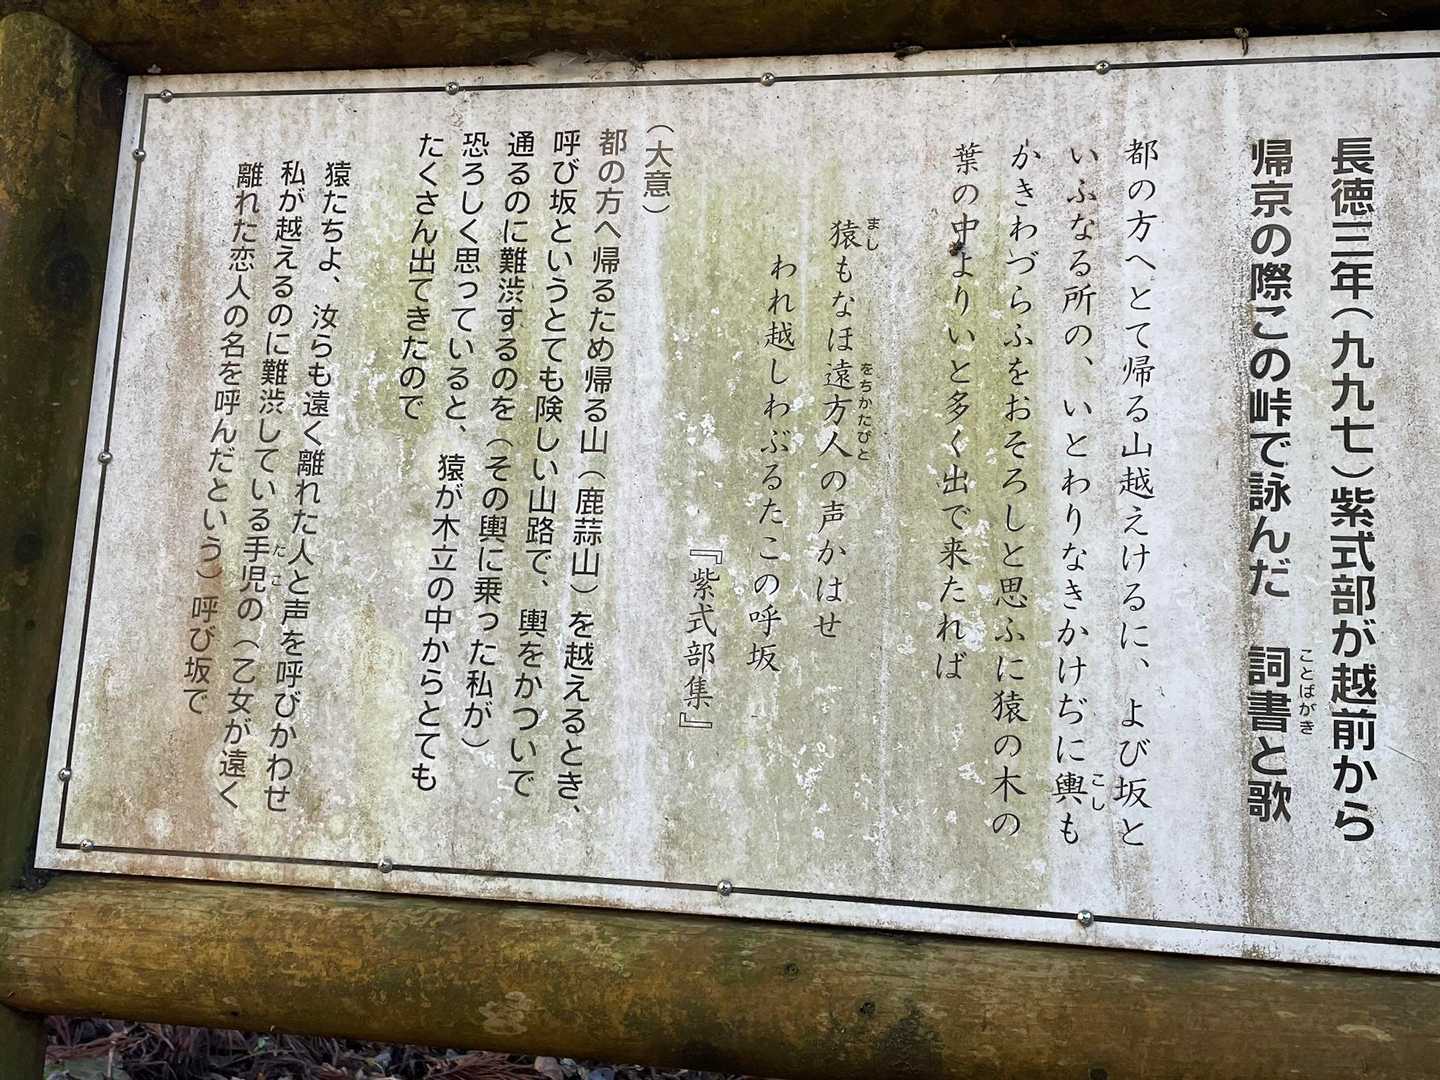 長徳三年（九九七）紫式部が越前から
帰京の際この峠で詠んだ　詞書と歌
ことばがき
都の方へとて帰る山越えけるに、よび坂と
いふなる所の、いとわりなきかけぢに輿も
こし
かきわづらふをおそろしと思ふに猿の木の
葉の中よりいと多く出で来たれば
猿もなほ遠方人の声かはせ
まし
をちかたびと
われ越しわぶるたこの呼坂
『紫式部集』
（大意）
都の方へ帰るため帰る山（鹿蒜山）を越えるとき、
呼び坂というとても険しい山路で、輿をかついで
通るのに難渋するのを（その輿に乗った私が）
恐ろしく思っていると、猿が木立の中からとても
たくさん出てきたので
猿たちよ、汝らも遠く離れた人と声を呼びかわせ
私が越えるのに難渋している手児の（乙女が遠く
たこ
離れた恋人の名を呼んだという）呼び坂で